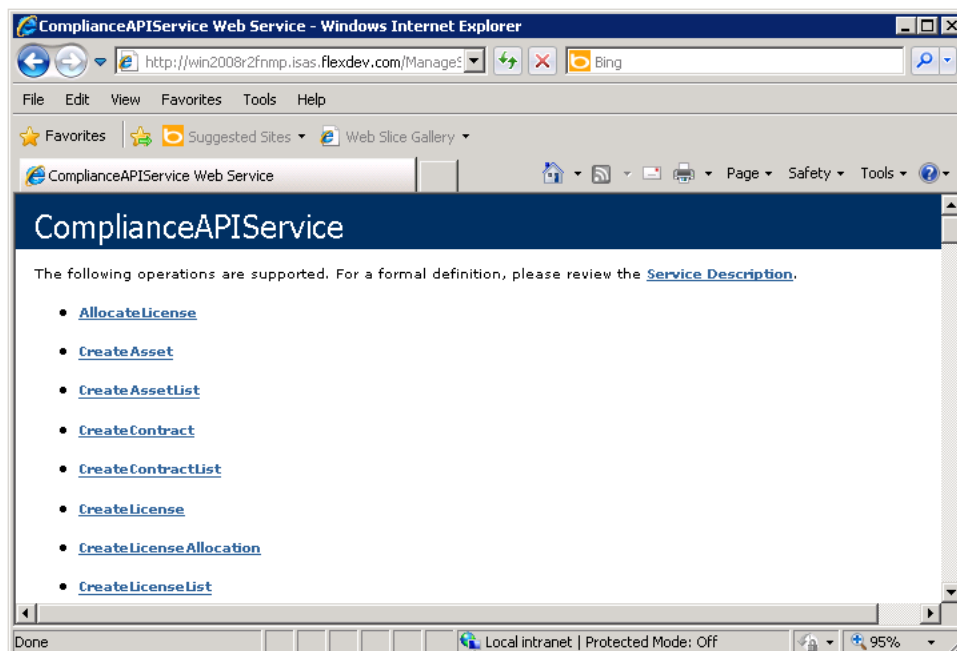 ComplianceAPIService Web Service - Windows Internet Explorer
http://win2008r2fnmp.isas.flexdev.com/ManageS
Bing
File Edit View Favorites Tools Help
Favorites Suggested Sites Web Slice Gallery
ComplianceAPIService Web Service
Page Safety Tools
ComplianceAPIService
The following operations are supported. For a formal definition, please review the Service Description.
AllocateLicense
CreateAsset
CreateAssetList
CreateContract
CreateContractList
CreateLicense
CreateLicenseAllocation
CreateLicenseList
Done Local intranet | Protected Mode: Off 95%